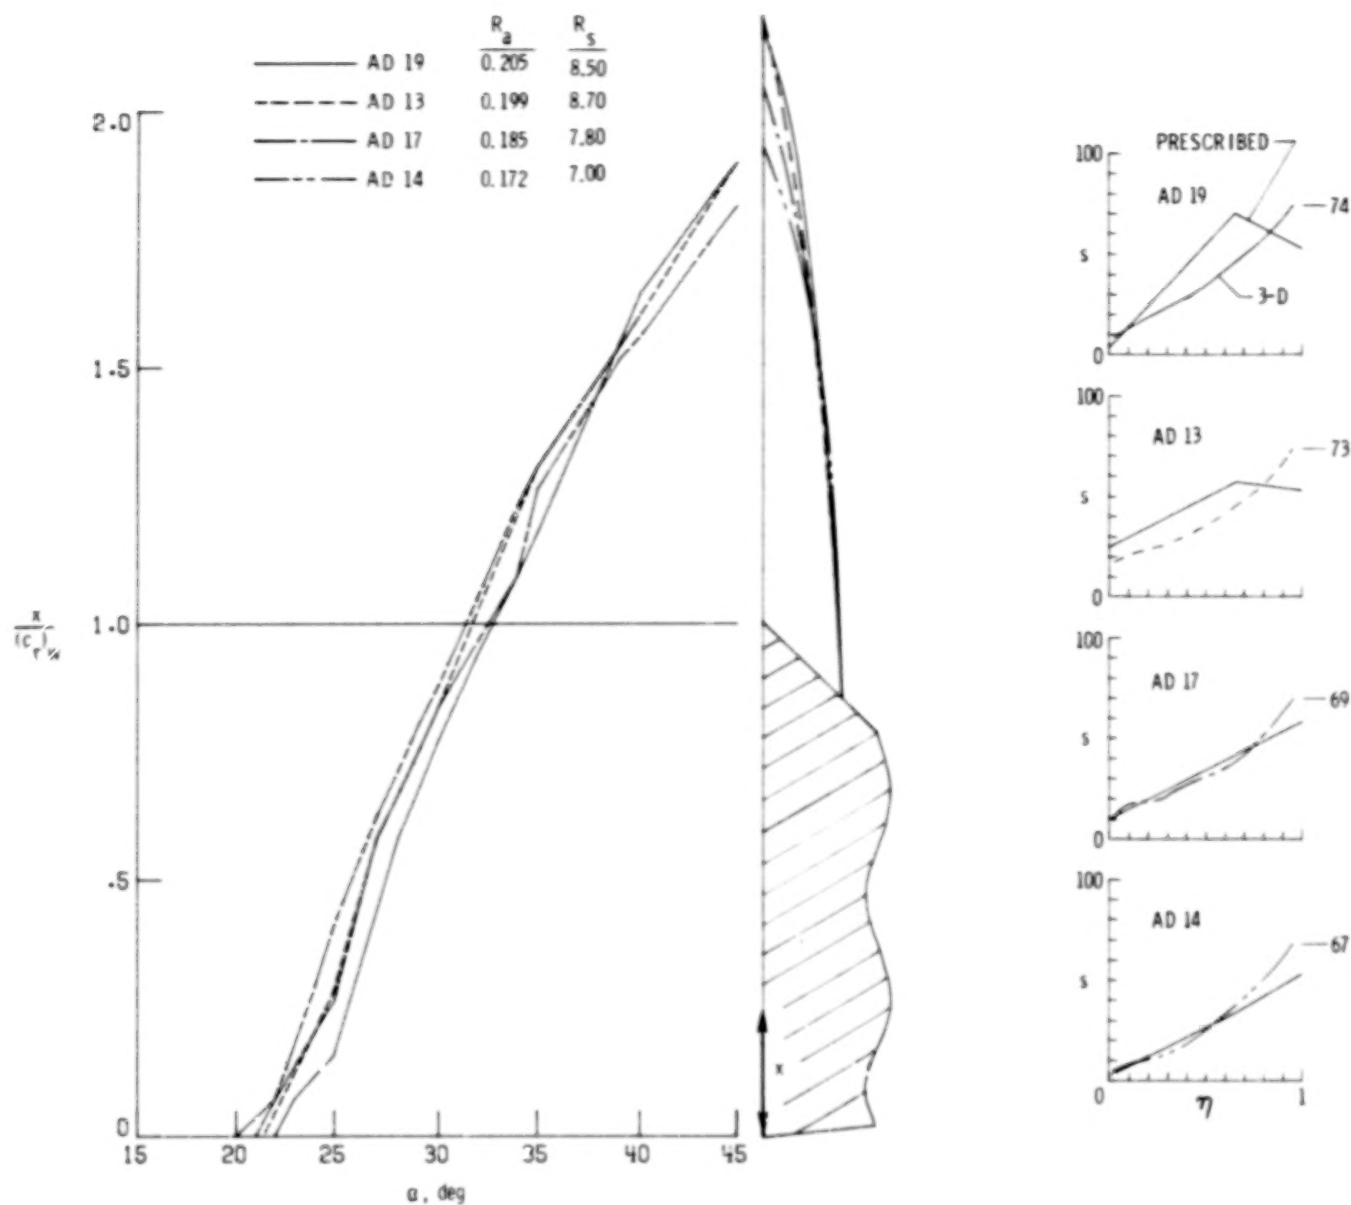 R_a R_s
AD 19 0.205 8.50
AD 13 0.199 8.70
AD 17 0.185 7.80
AD 14 0.172 7.00
2.0
1.5
1.0
.5
0
15 20 25 30 35 40 45
α, deg
x
x
PRESCRIBED
100
AD 19
74
s
3-D
0
100
AD 13
73
s
0
100
AD 17
69
s
0
100
AD 14
67
s
0
0 η 1